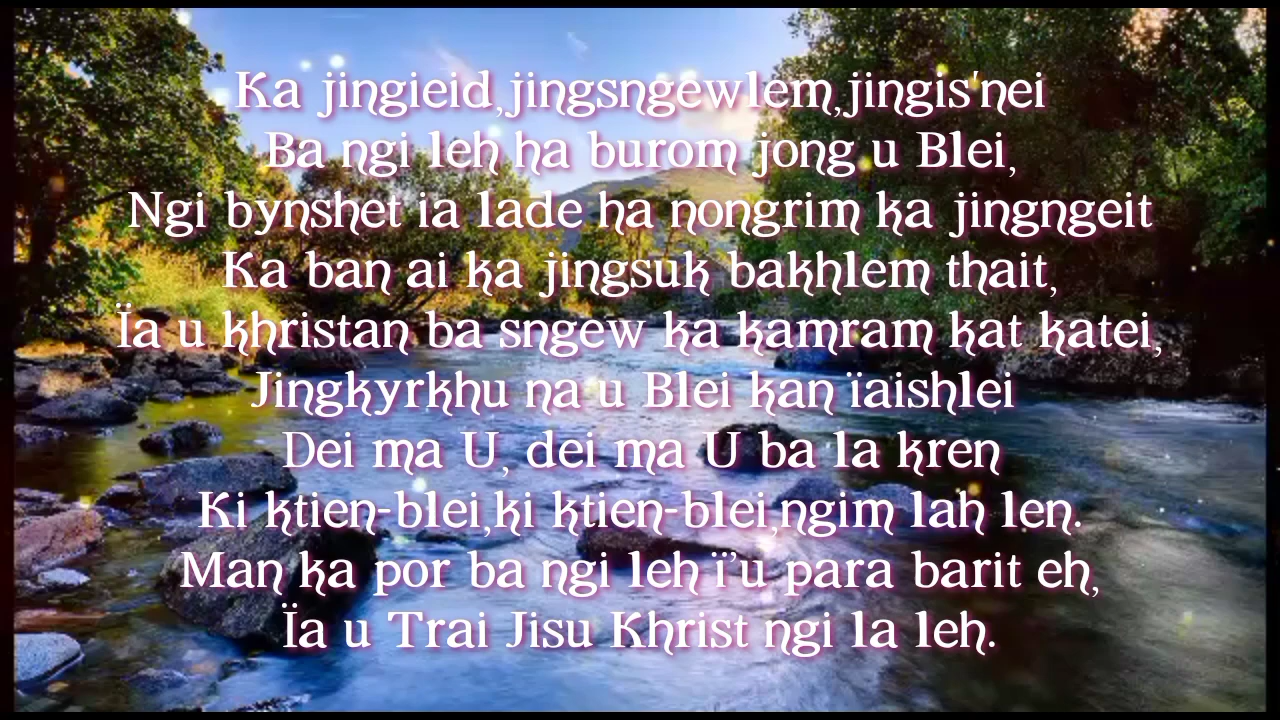 Ka jingieid,jingsngewlem,jingis'nei
Ba ngi leh ha burom jong u Blei,
Ngi bynshet ia lade ha nongrim ka jingngeit
Ka ban ai ka jingsuk bakhlem thait,
Ïa u khristan ba sngew ka kamram kat katei,
Jingkyrkhu na u Blei kan ïaishlei
Dei ma U, dei ma U ba la kren
Ki ktien-blei,ki ktien-blei,ngim lah len.
Man ka por ba ngi leh ï’u para barit eh,
Ïa u Trai Jisu Khrist ngi la leh.